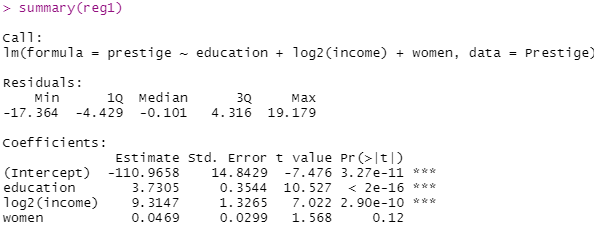 > summary(reg1)
Call:
lm(formula = prestige ~ education + log2(income) + women, data = Prestige)
Residuals:
Min 1Q Median 3Q Max
-17.364 -4.429 -0.101 4.316 19.179
Coefficients:
Estimate Std. Error t value Pr(>|t|)
(Intercept) -110.9658 14.8429 -7.476 3.27e-11 ***
education 3.7305 0.3544 10.527 < 2e-16 ***
log2(income) 9.3147 1.3265 7.022 2.90e-10 ***
women 0.0469 0.0299 1.568 0.12